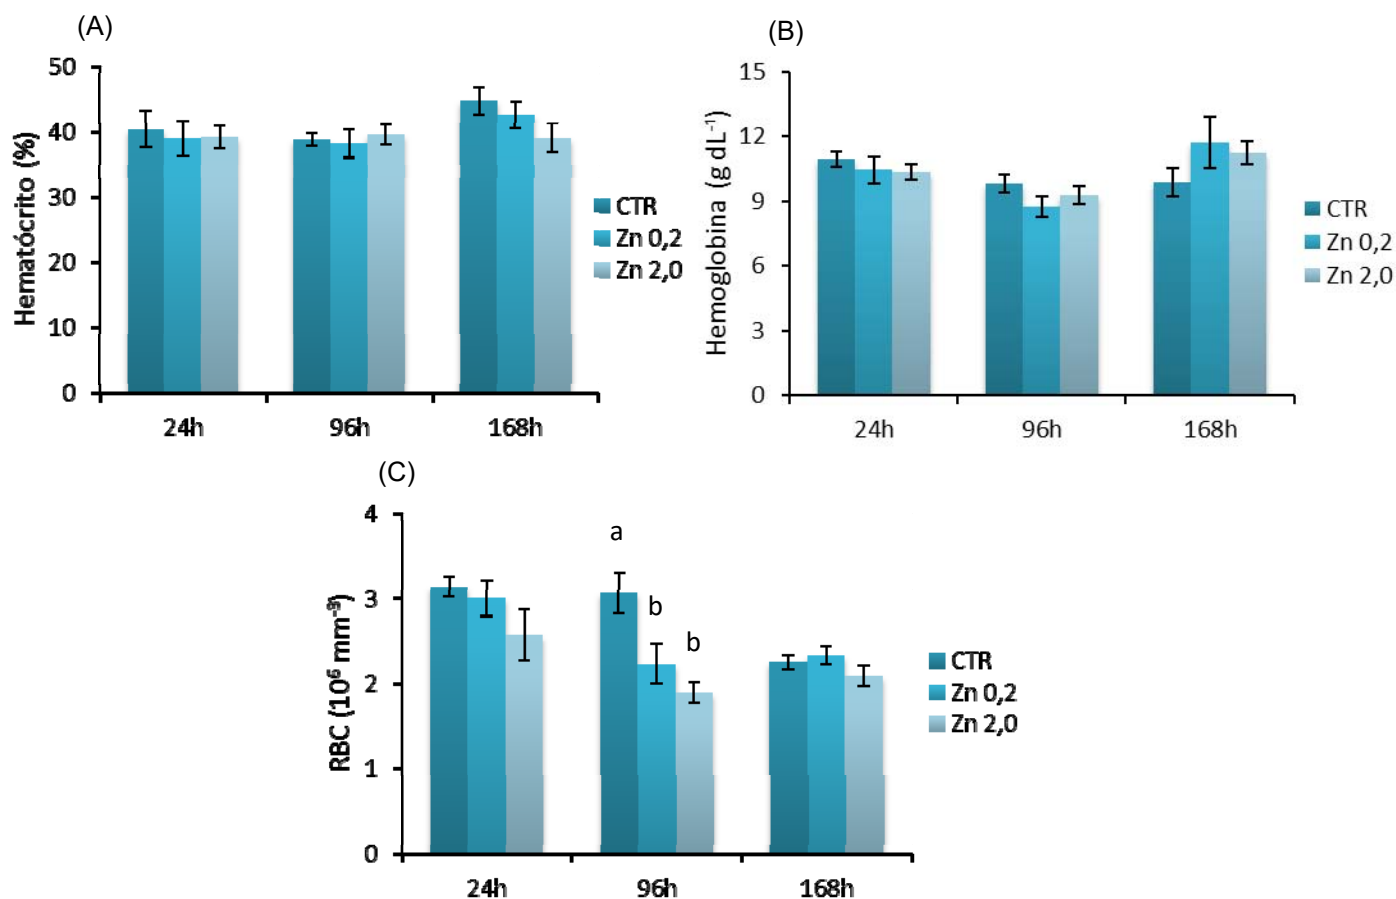 (A)
Hematócrito (%)
50
40
30
20
10
0
24h
96h
168h
CTR
Zn 0,2
Zn 2,0
(B)
Hemoglobina (g dL⁻¹)
15
12
9
6
3
0
24h
96h
168h
CTR
Zn 0,2
Zn 2,0
(C)
RBC (10⁶ mm⁻³)
4
3
2
1
0
a
b
b
24h
96h
168h
CTR
Zn 0,2
Zn 2,0